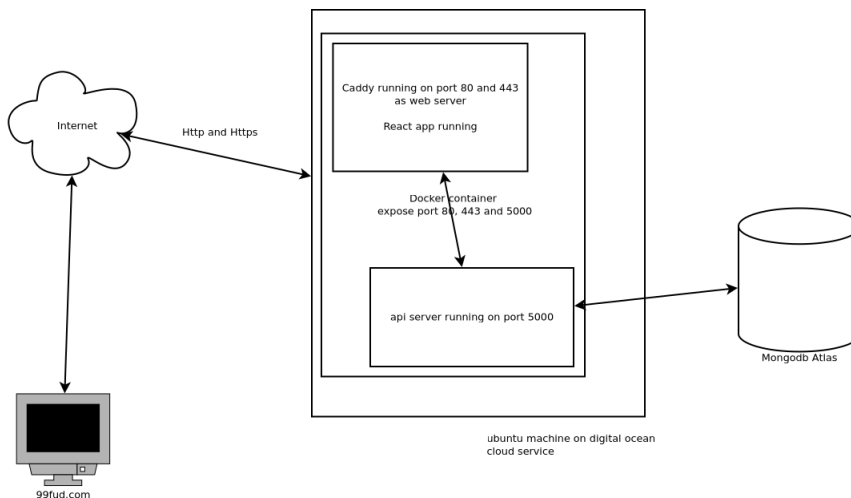 Caddy running on port 80 and 443
as web server
React app running
Internet
Http and Https
Docker container
expose port 80, 443 and 5000
api server running on port 5000
Mongodb Atlas
ubuntu machine on digital ocean
cloud service
99fud.com